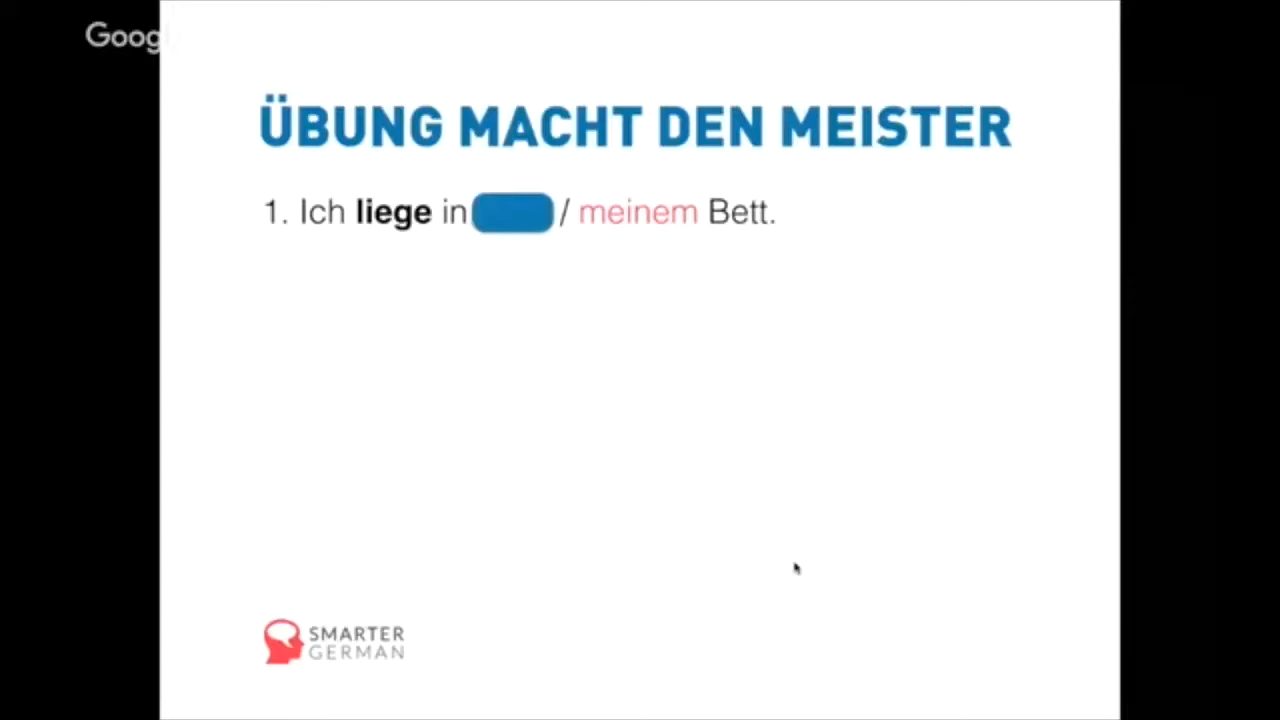 Goog
ÜBUNG MACHT DEN MEISTER
1. Ich liege in / meinem Bett.
SMARTER
GERMAN